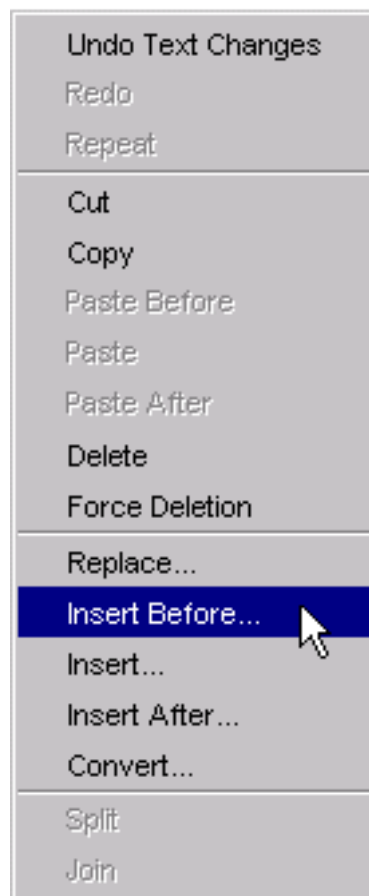 Undo Text Changes
Redo
Repeat
Cut
Copy
Paste Before
Paste
Paste After
Delete
Force Deletion
Replace...
Insert Before...
Insert...
Insert After...
Convert...
Split
Join